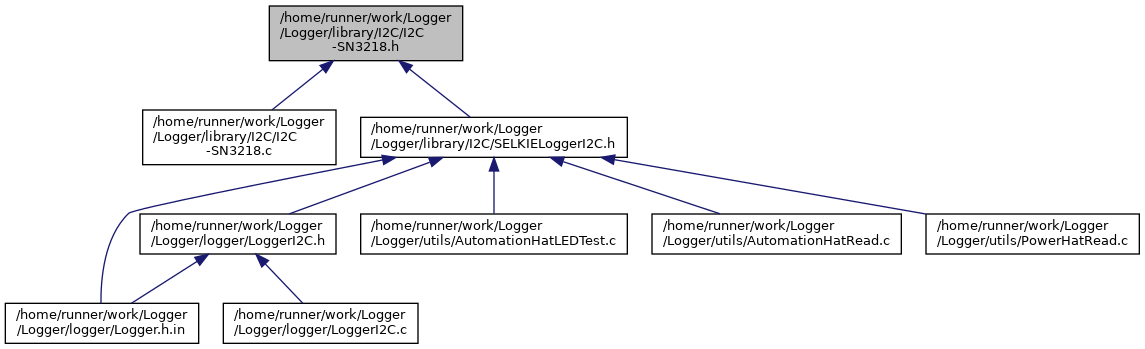 /home/runner/work/Logger
/Logger/library/I2C/I2C
-SN3218.h
/home/runner/work/Logger
/Logger/library/I2C/I2C
-SN3218.c
/home/runner/work/Logger
/Logger/library/I2C/SELKIELoggerI2C.h
/home/runner/work/Logger
/Logger/logger/LoggerI2C.h
/home/runner/work/Logger
/Logger/utils/AutomationHatLEDTest.c
/home/runner/work/Logger
/Logger/utils/AutomationHatRead.c
/home/runner/work/Logger
/Logger/utils/PowerHatRead.c
/home/runner/work/Logger
/Logger/logger/Logger.h.in
/home/runner/work/Logger
/Logger/logger/LoggerI2C.c